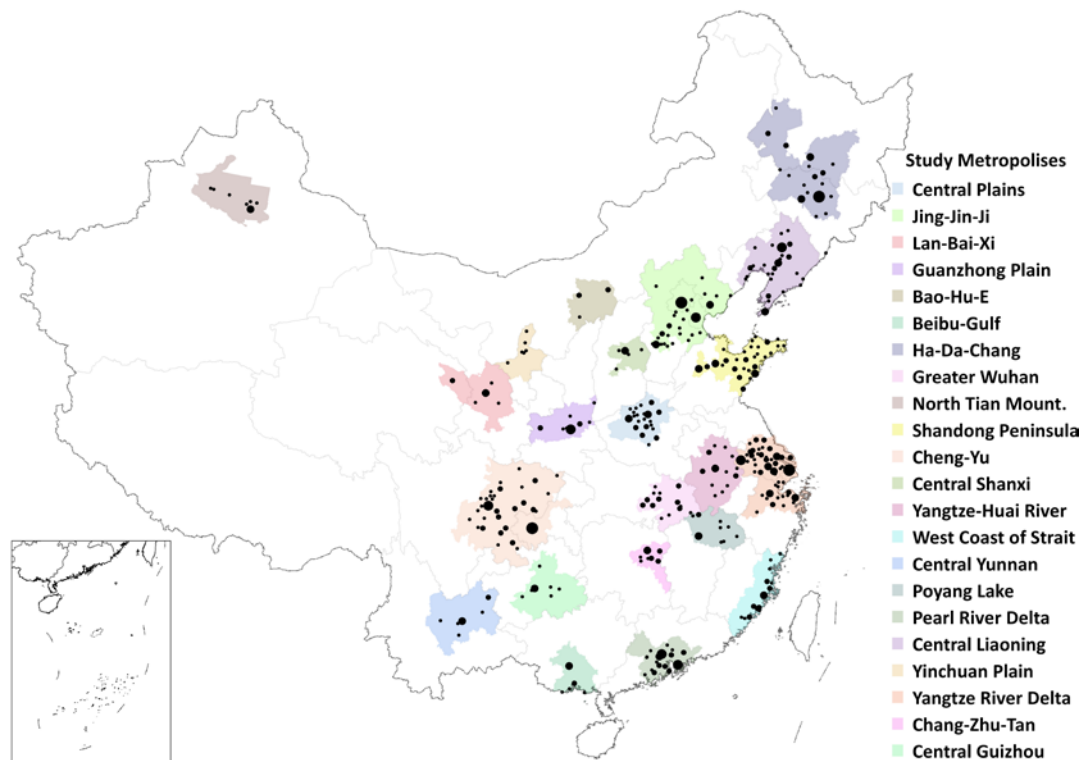 Study Metropolises
Central Plains
Jing-Jin-Ji
Lan-Bai-Xi
Guanzhong Plain
Bao-Hu-E
Beibu-Gulf
Ha-Da-Chang
Greater Wuhan
North Tian Mount.
Shandong Peninsula
Cheng-Yu
Central Shanxi
Yangtze-Huai River
West Coast of Strait
Central Yunnan
Poyang Lake
Pearl River Delta
Central Liaoning
Yinchuan Plain
Yangtze River Delta
Chang-Zhu-Tan
Central Guizhou